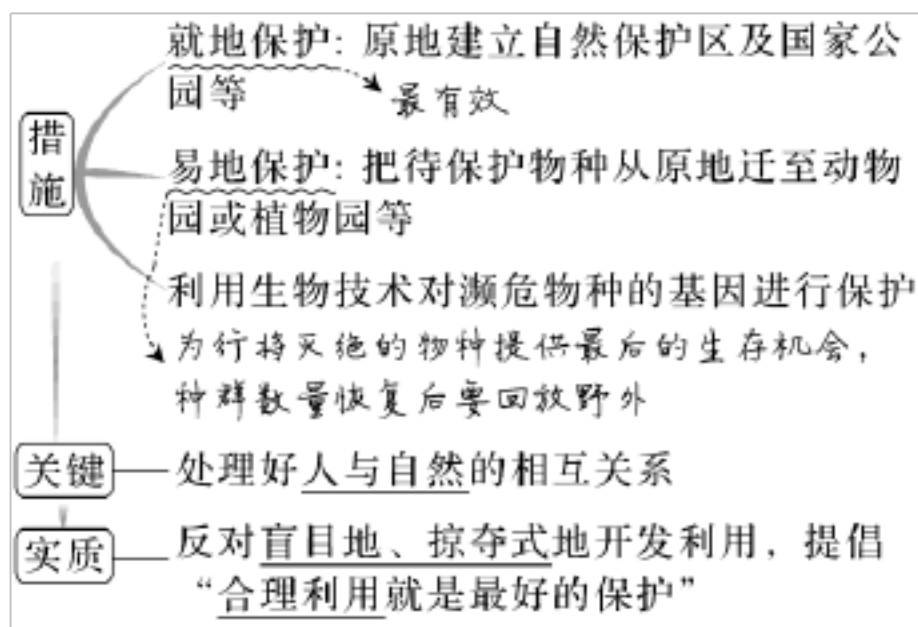 措施
就地保护：原地建立自然保护区及国家公
园等
最有效
易地保护：把待保护物种从原地迁至动物
园或植物园等
利用生物技术对濒危物种的基因进行保护
为行将灭绝的物种提供最后的生存机会，
种群数量恢复后要回放野外
关键
处理好人与自然的相互关系
实质
反对盲目地、掠夺式地开发利用，提倡
“合理利用就是最好的保护”